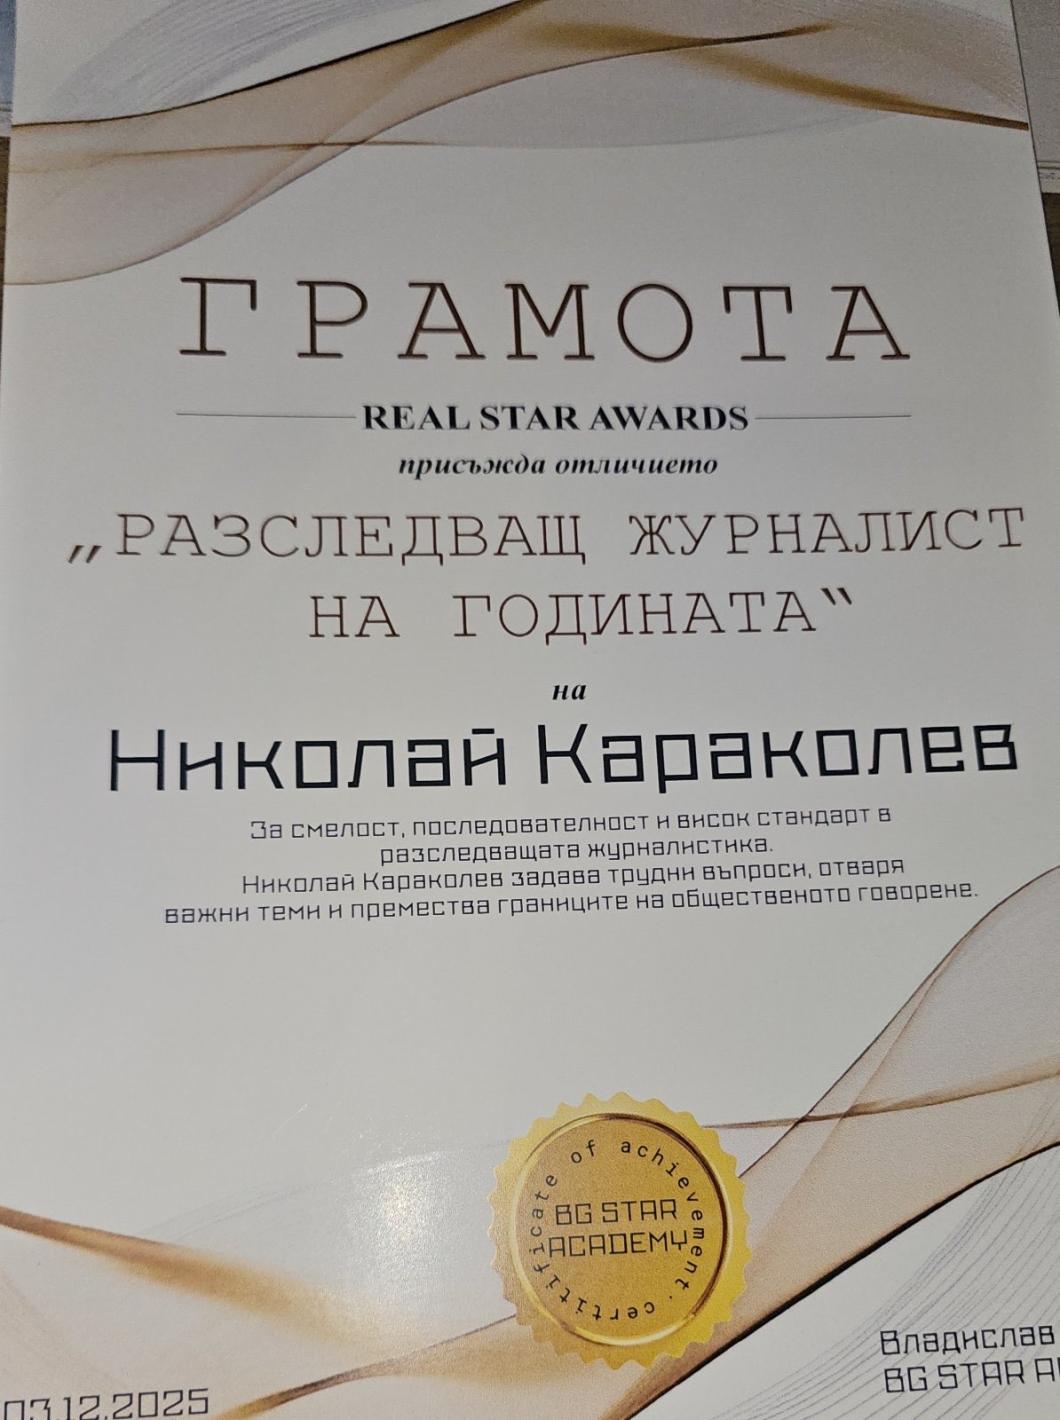 ГРАМОТА
REAL STAR AWARDS
присъжда отличието
„РАЗСЛЕДВАЩ ЖУРНАЛИСТ
НА ГОДИНАТА“
на
Николай Караколев
За смелост, последователност и висок стандарт в
разследващата журналистика.
Николай Караколев задава трудни въпроси, отваря
важни теми и премества границите на общественото говорене.
certificate of achievement ·
BG STAR
ACADEMY
Владислав
BG STAR
03.12.2025